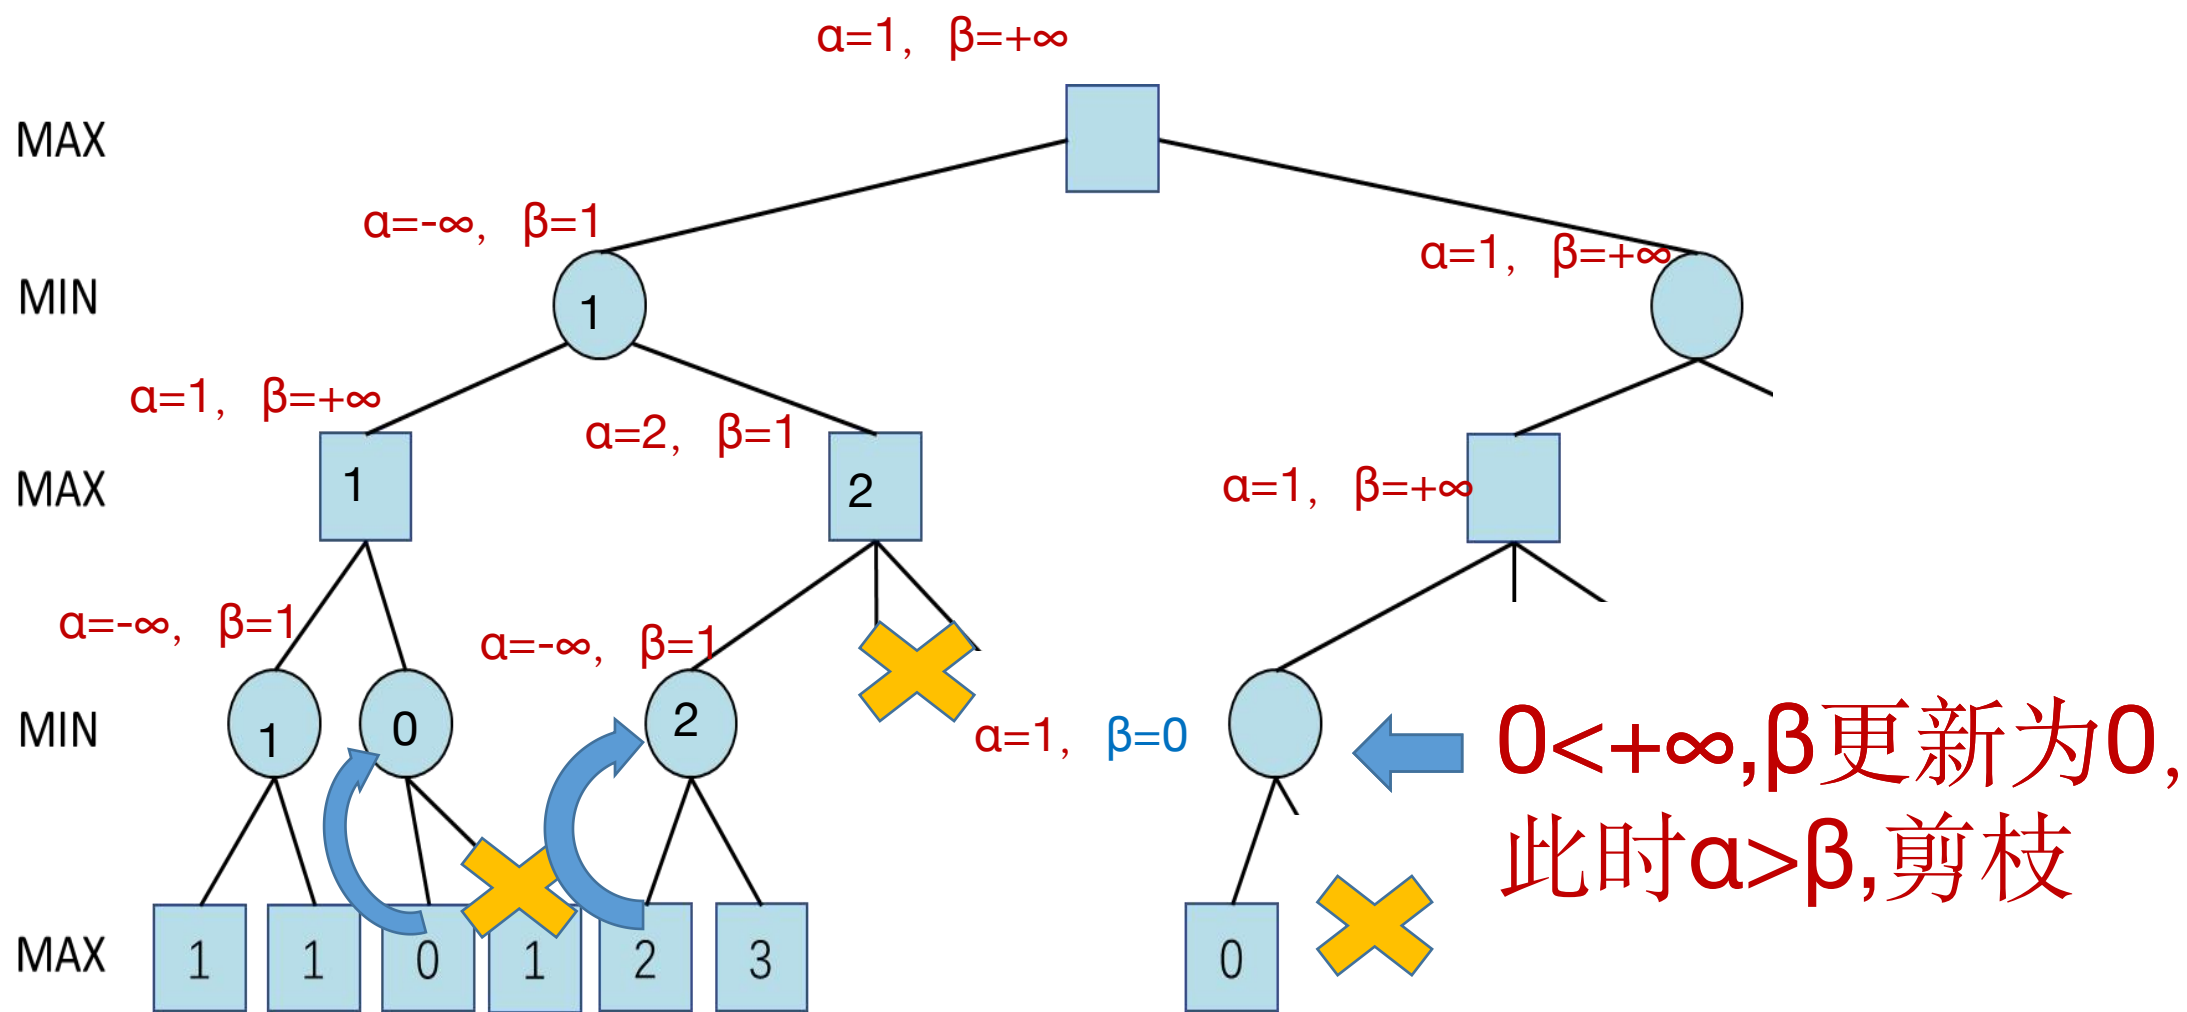 α=1, β=+∞
MAX
α=-∞, β=1
α=1, β=+∞
MIN
1
α=1, β=+∞
α=2, β=1
MAX
1
2
α=1, β=+∞
α=-∞, β=1
α=-∞, β=1
MIN
1
0
2
α=1, β=0
0<+∞,β更新为0,
此时α>β,剪枝
MAX
1
1
0
1
2
3
0